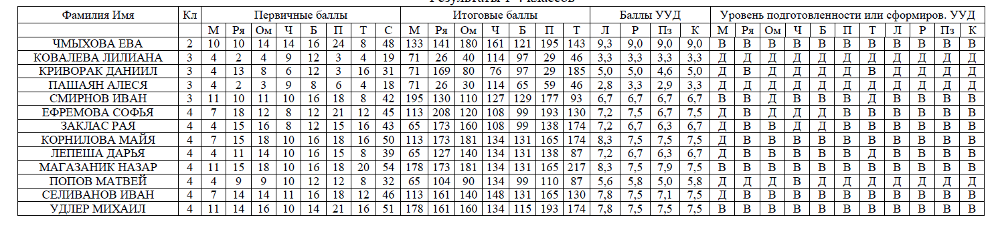 Результаты 1-4 классов
Фамилия Имя Кл Первичные баллы Итоговые баллы Баллы УУД Уровень подготовленности или сформиров. УУД
М Ря Ом Ч Б П Т С М Ря Ом Ч Б П Т Л Р Пз К М Ря Ом Ч Б П Т Л Р Пз К
ЧМЫХОВА ЕВА 2 10 10 14 14 16 24 8 48 133 141 180 161 121 195 143 9,3 9,0 9,0 9,0 В В В В В В В В В В В
КОВАЛЕВА ЛИЛИАНА 3 4 2 4 9 12 3 4 19 71 26 40 114 97 29 46 3,3 3,3 3,3 3,3 Д Д Д Д Д Д Д Д Д Д Д
КРИВОРАК ДАНИИЛ 3 4 13 8 6 12 3 16 31 71 169 80 76 97 29 185 5,0 5,0 4,6 5,0 Д В Д Д Д Д В Д Д Д Д
ПАШАЯН АЛЕСЯ 3 4 2 3 9 8 6 4 18 71 26 30 114 65 59 46 2,8 3,3 2,9 3,3 Д Д Д Д Д Д Д Д Д Д Д
СМИРНОВ ИВАН 3 11 10 11 10 16 18 8 42 195 130 110 127 129 177 93 6,7 6,7 6,7 6,7 В В Д В В В Д В В В В
ЕФРЕМОВА СОФЬЯ 4 7 18 12 8 12 21 12 45 113 208 120 108 99 193 130 7,2 7,5 6,7 7,5 Д В Д Д Д В В В В В В
ЗАКЛАС РАЯ 4 4 15 16 8 12 15 16 43 65 173 160 108 99 138 174 7,2 6,7 6,3 6,7 Д В В Д Д В В В В В В
КОРНИЛОВА МАЙЯ 4 7 15 18 10 16 18 16 50 113 173 181 134 131 165 174 8,3 7,5 7,5 7,5 Д В В В В В В В В В В
ЛЕПЕША ДАРЬЯ 4 4 11 14 10 16 15 8 39 65 127 140 134 131 138 87 7,2 6,7 6,3 6,7 Д В В В В В Д В В В В
МАГАЗАНИК НАЗАР 4 11 15 18 10 16 18 20 54 178 173 181 134 131 165 217 8,3 7,5 7,9 7,5 В В В В В В В В В В В
ПОПОВ МАТВЕЙ 4 4 9 9 10 12 12 8 32 65 104 90 134 99 110 87 5,6 5,8 5,0 5,8 Д Д Д В Д Д Д Д Д Д Д
СЕЛИВАНОВ ИВАН 4 7 14 14 11 16 18 12 46 113 161 140 148 131 165 130 7,8 7,5 7,1 7,5 Д В В В В В В В В В В
УДЛЕР МИХАИЛ 4 11 14 16 10 14 21 16 51 178 161 160 134 115 193 174 7,8 7,5 7,5 7,5 В В В В В В В В В В В